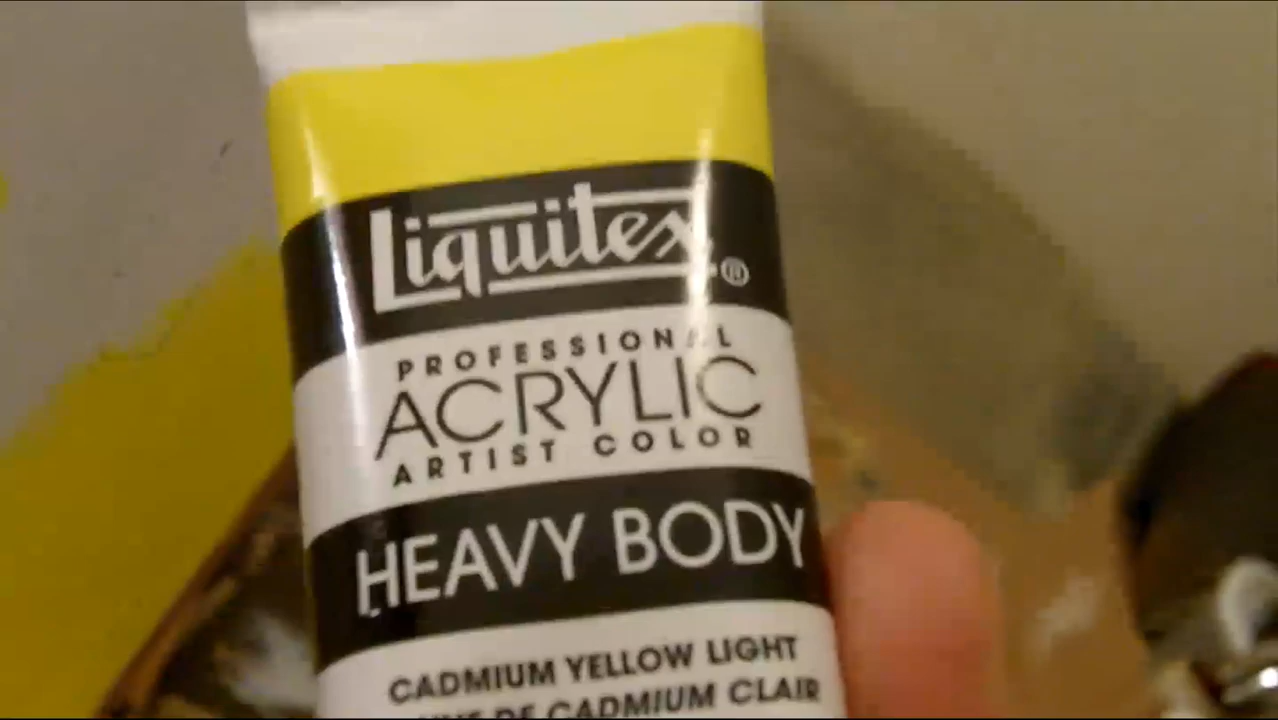 Liquitex®
PROFESSIONAL
ACRYLIC
ARTIST COLOR
HEAVY BODY
CADMIUM YELLOW LIGHT
DE CADMIUM CLAIR